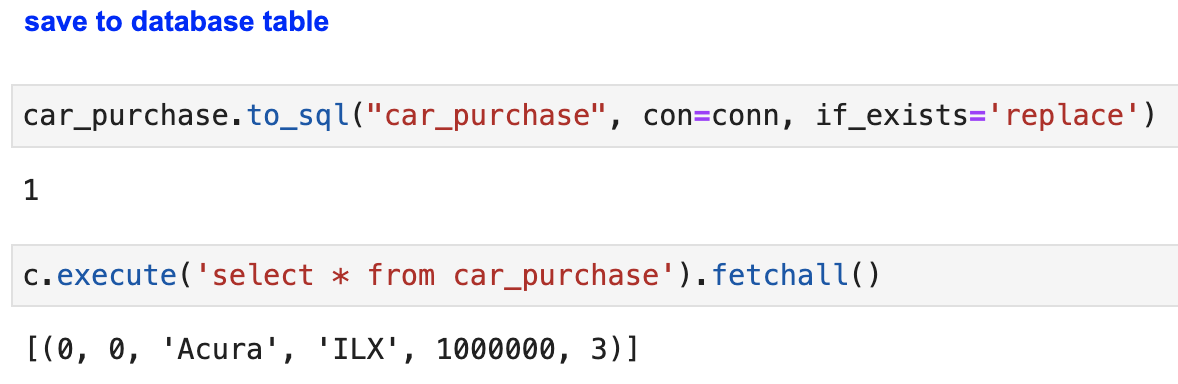 save to database table
car_purchase.to_sql("car_purchase", con=conn, if_exists='replace')
1
c.execute('select * from car_purchase').fetchall()
[(0, 0, 'Acura', 'ILX', 1000000, 3)]